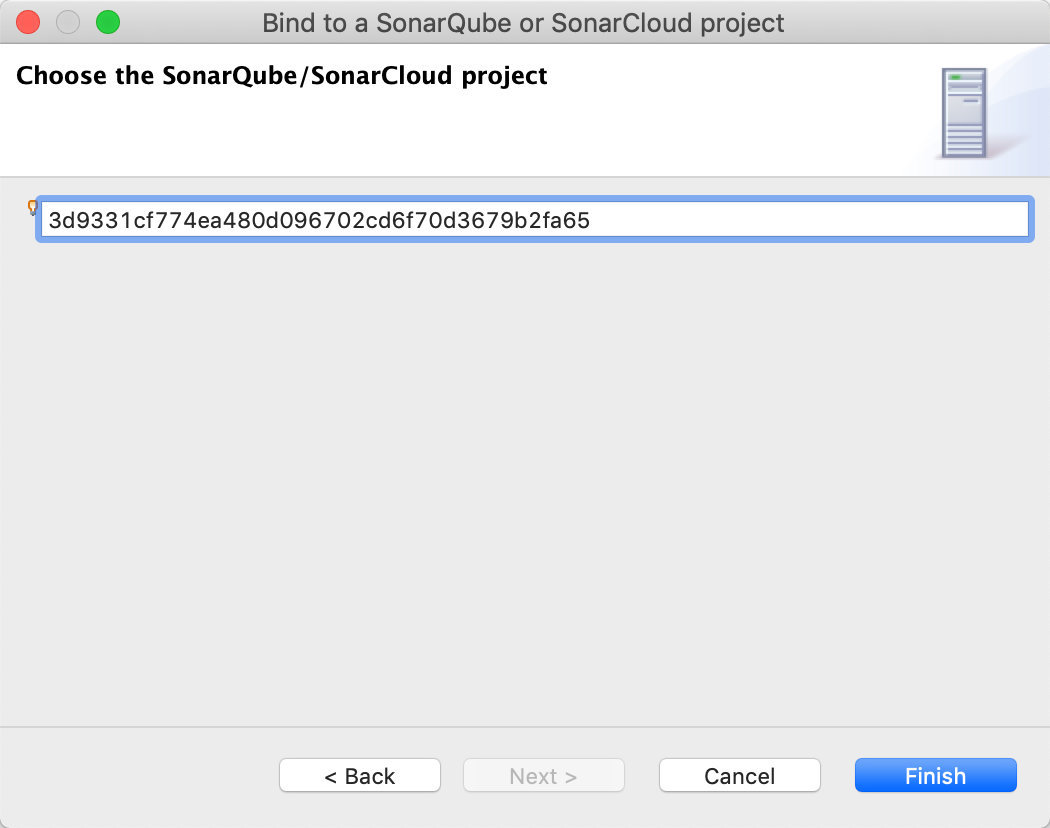 Bind to a SonarQube or SonarCloud project
Choose the SonarQube/SonarCloud project
3d9331cf774ea480d096702cd6f70d3679b2fa65
< Back
Next >
Cancel
Finish